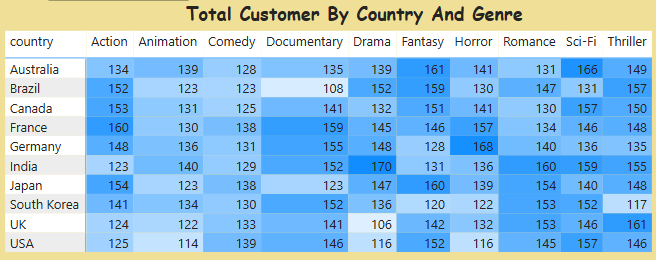 Total Customer By Country And Genre
country Action Animation Comedy Documentary Drama Fantasy Horror Romance Sci-Fi Thriller
Australia 134 139 128 135 139 161 141 131 166 149
Brazil 152 123 123 108 152 159 130 147 131 157
Canada 153 131 125 141 132 151 141 130 157 150
France 160 130 138 159 145 146 157 134 146 148
Germany 148 136 131 155 148 128 168 140 136 135
India 123 140 129 152 170 131 136 160 159 155
Japan 154 123 138 123 147 160 139 154 140 148
South Korea 141 134 130 152 136 120 122 153 152 117
UK 124 122 133 141 106 142 132 153 146 161
USA 125 114 139 146 116 152 116 145 157 146